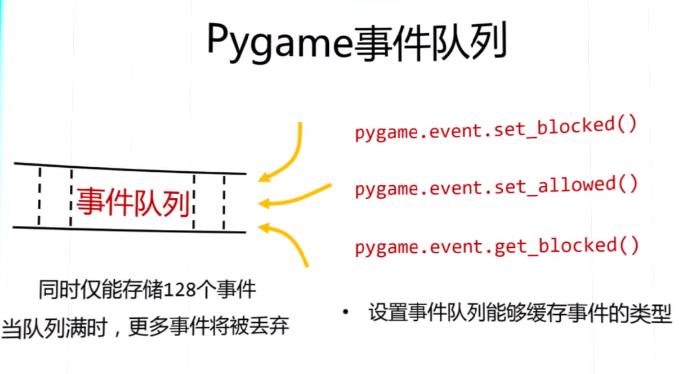 Pygame事件队列
pygame.event.set_blocked()
pygame.event.set_allowed()
事件队列
pygame.event.get_blocked()
同时仅能存储128个事件
当队列满时，更多事件将被丢弃
• 设置事件队列能够缓存事件的类型